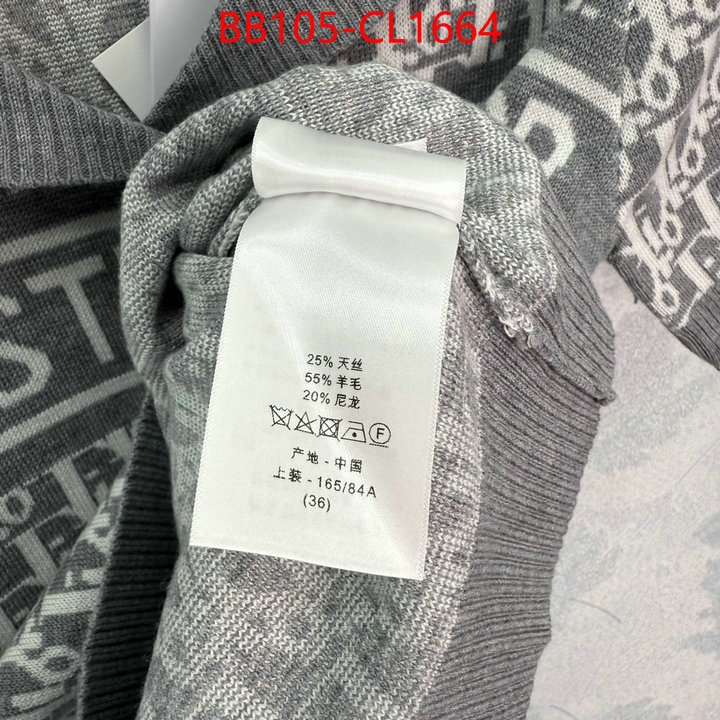 BB105-CL1664
ST
25% 天丝
55% 羊毛
20% 尼龙
F
产地 - 中国
上装 - 165/84A
(36)